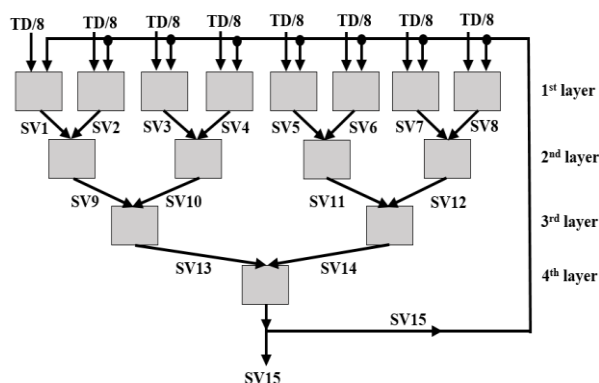 TD/8 TD/8 TD/8 TD/8 TD/8 TD/8 TD/8 TD/8
1st layer
SV1 SV2 SV3 SV4 SV5 SV6 SV7 SV8
2nd layer
SV9 SV10 SV11 SV12
3rd layer
SV13 SV14
4th layer
SV15
SV15